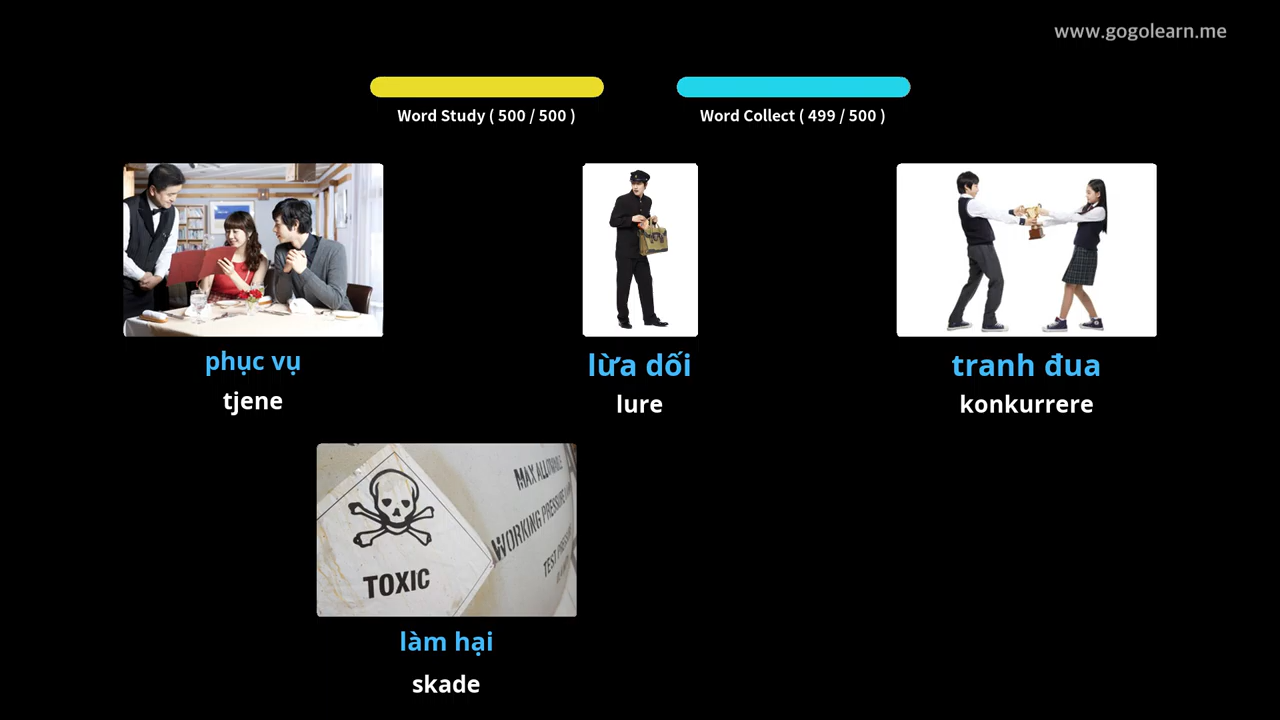 www.gogolearn.me
Word Study ( 500 / 500 )
Word Collect ( 499 / 500 )
phục vụ
tjene
lừa dối
lure
tranh đua
konkurrere
MAX ALLOWABLE
WORKING PRESSURE
TEST PRESSURE
TOXIC
làm hại
skade